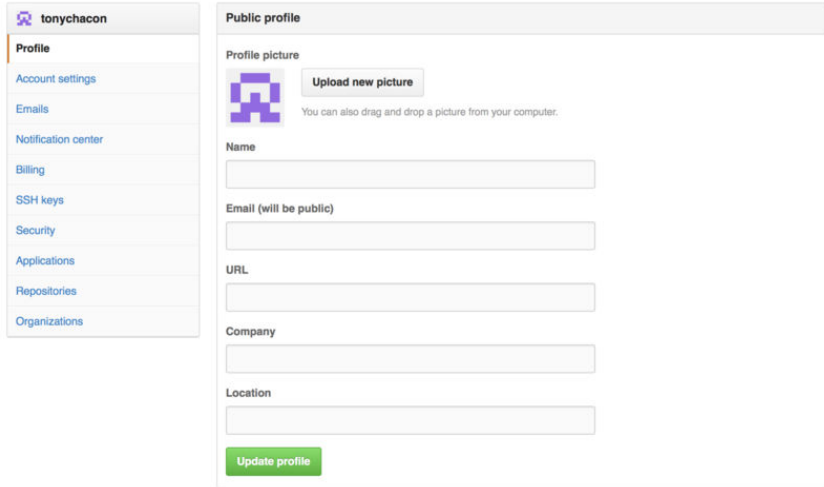 tonychacon
Profile
Account settings
Emails
Notification center
Billing
SSH keys
Security
Applications
Repositories
Organizations
Public profile
Profile picture
Upload new picture
You can also drag and drop a picture from your computer.
Name
Email (will be public)
URL
Company
Location
Update profile